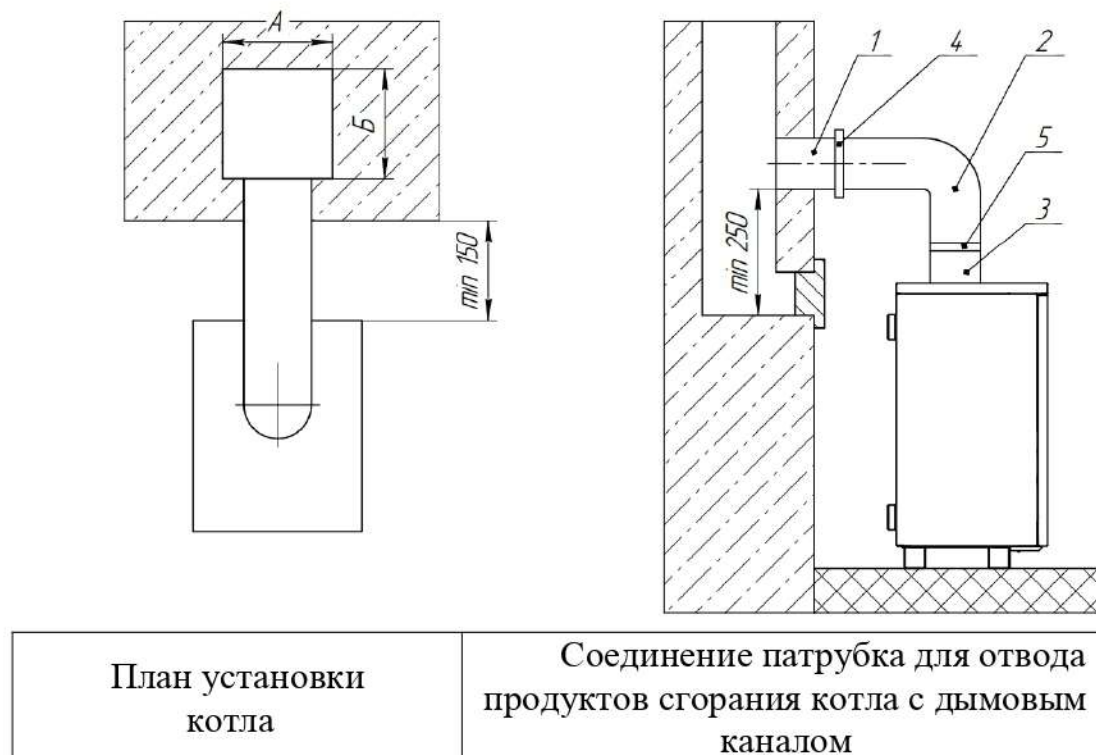 А
Б
min 150
1
4
2
5
3
min 250
План установки
котла
Соединение патрубка для отвода
продуктов сгорания котла с дымовым
каналом